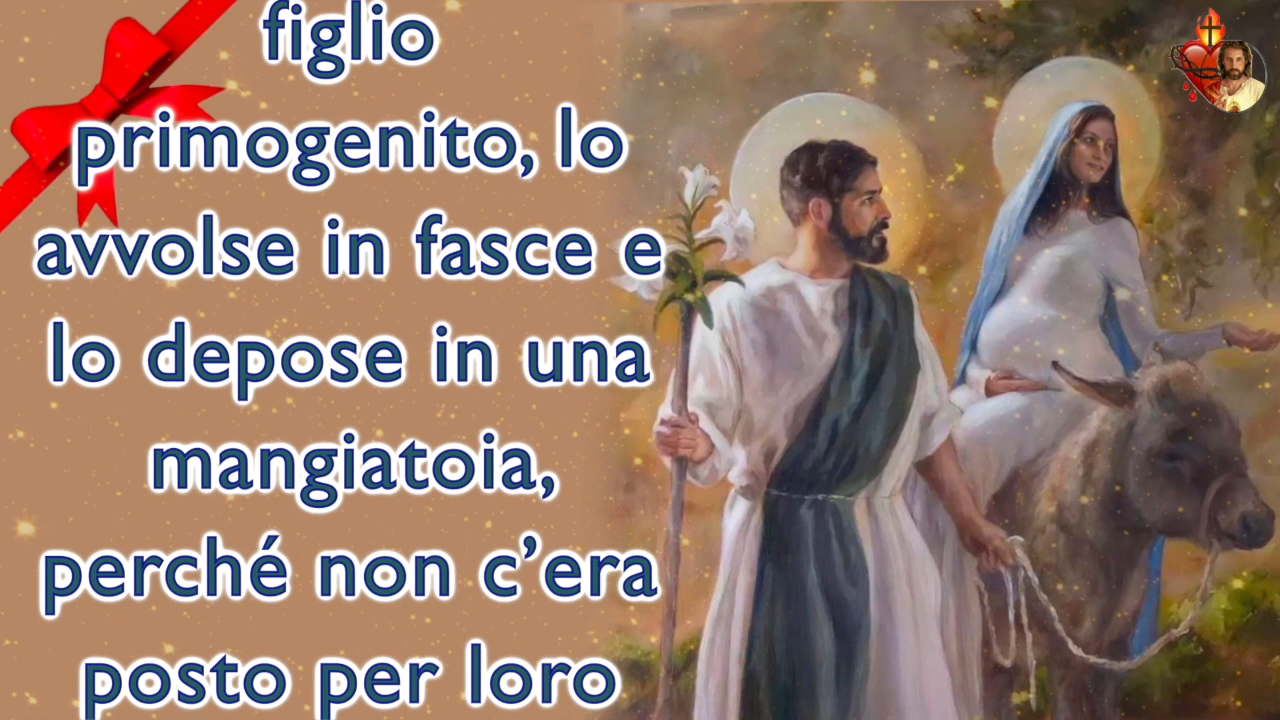 figlio
primogenito, lo
avvolse in fasce e
lo depose in una
mangiatoia,
perché non c’era
posto per loro